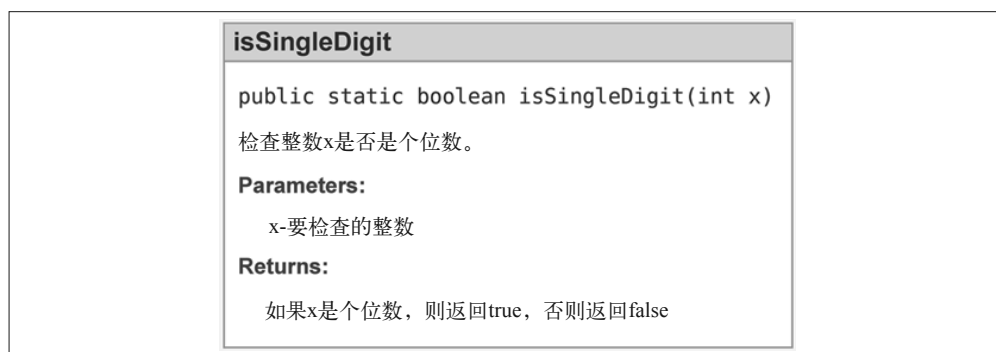 isSingleDigit
public static boolean isSingleDigit(int x)
检查整数x是否是个位数。
Parameters:
x-要检查的整数
Returns:
如果x是个位数，则返回true，否则返回false